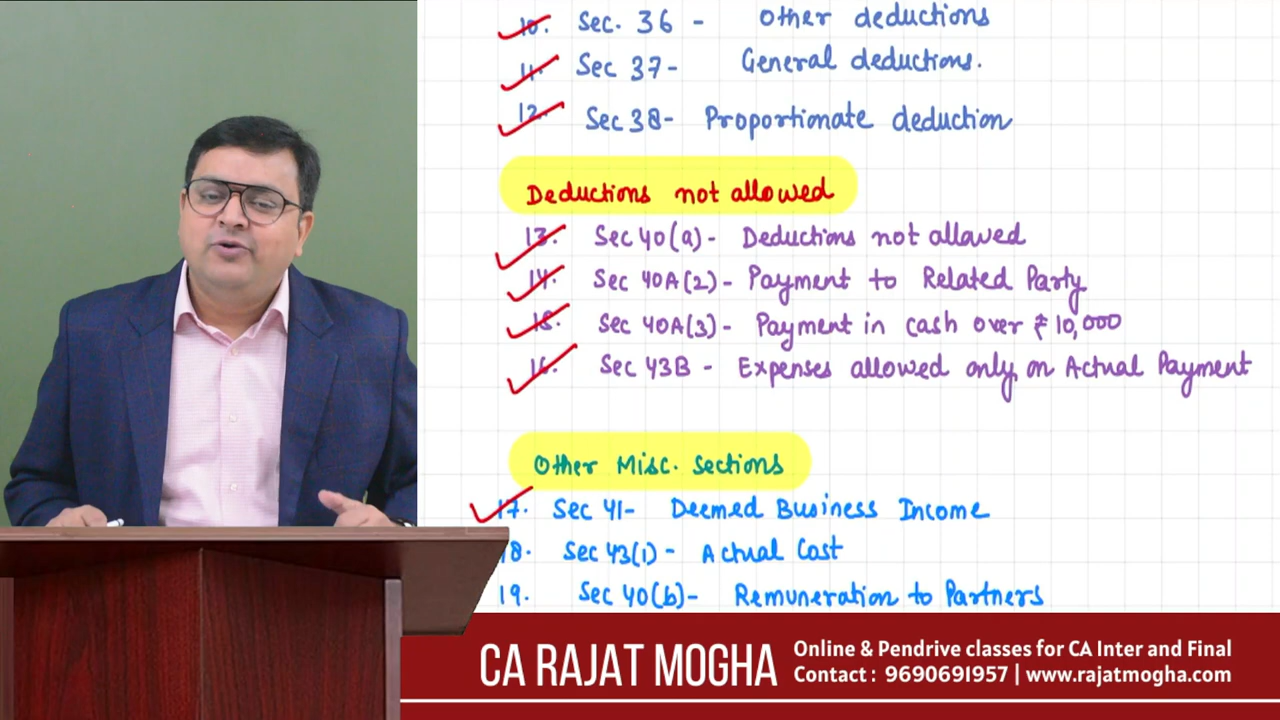 10. Sec. 36 - Other deductions
11. Sec 37- General deductions.
12. Sec 38- Proportionate deduction
Deductions not allowed
13. Sec 40(a)- Deductions not allowed
14. Sec 40A(2)- Payment to Related Party
15. Sec 40A(3)- Payment in cash over ₹ 10,000
16. Sec 43B - Expenses allowed only on Actual Payment
Other Misc. Sections
17. Sec 41- Deemed Business Income
18. Sec 43(1)- Actual Cost
19. Sec 40(b)- Remuneration to Partners
CA RAJAT MOGHA
Online & Pendrive classes for CA Inter and Final
Contact : 9690691957 | www.rajatmogha.com